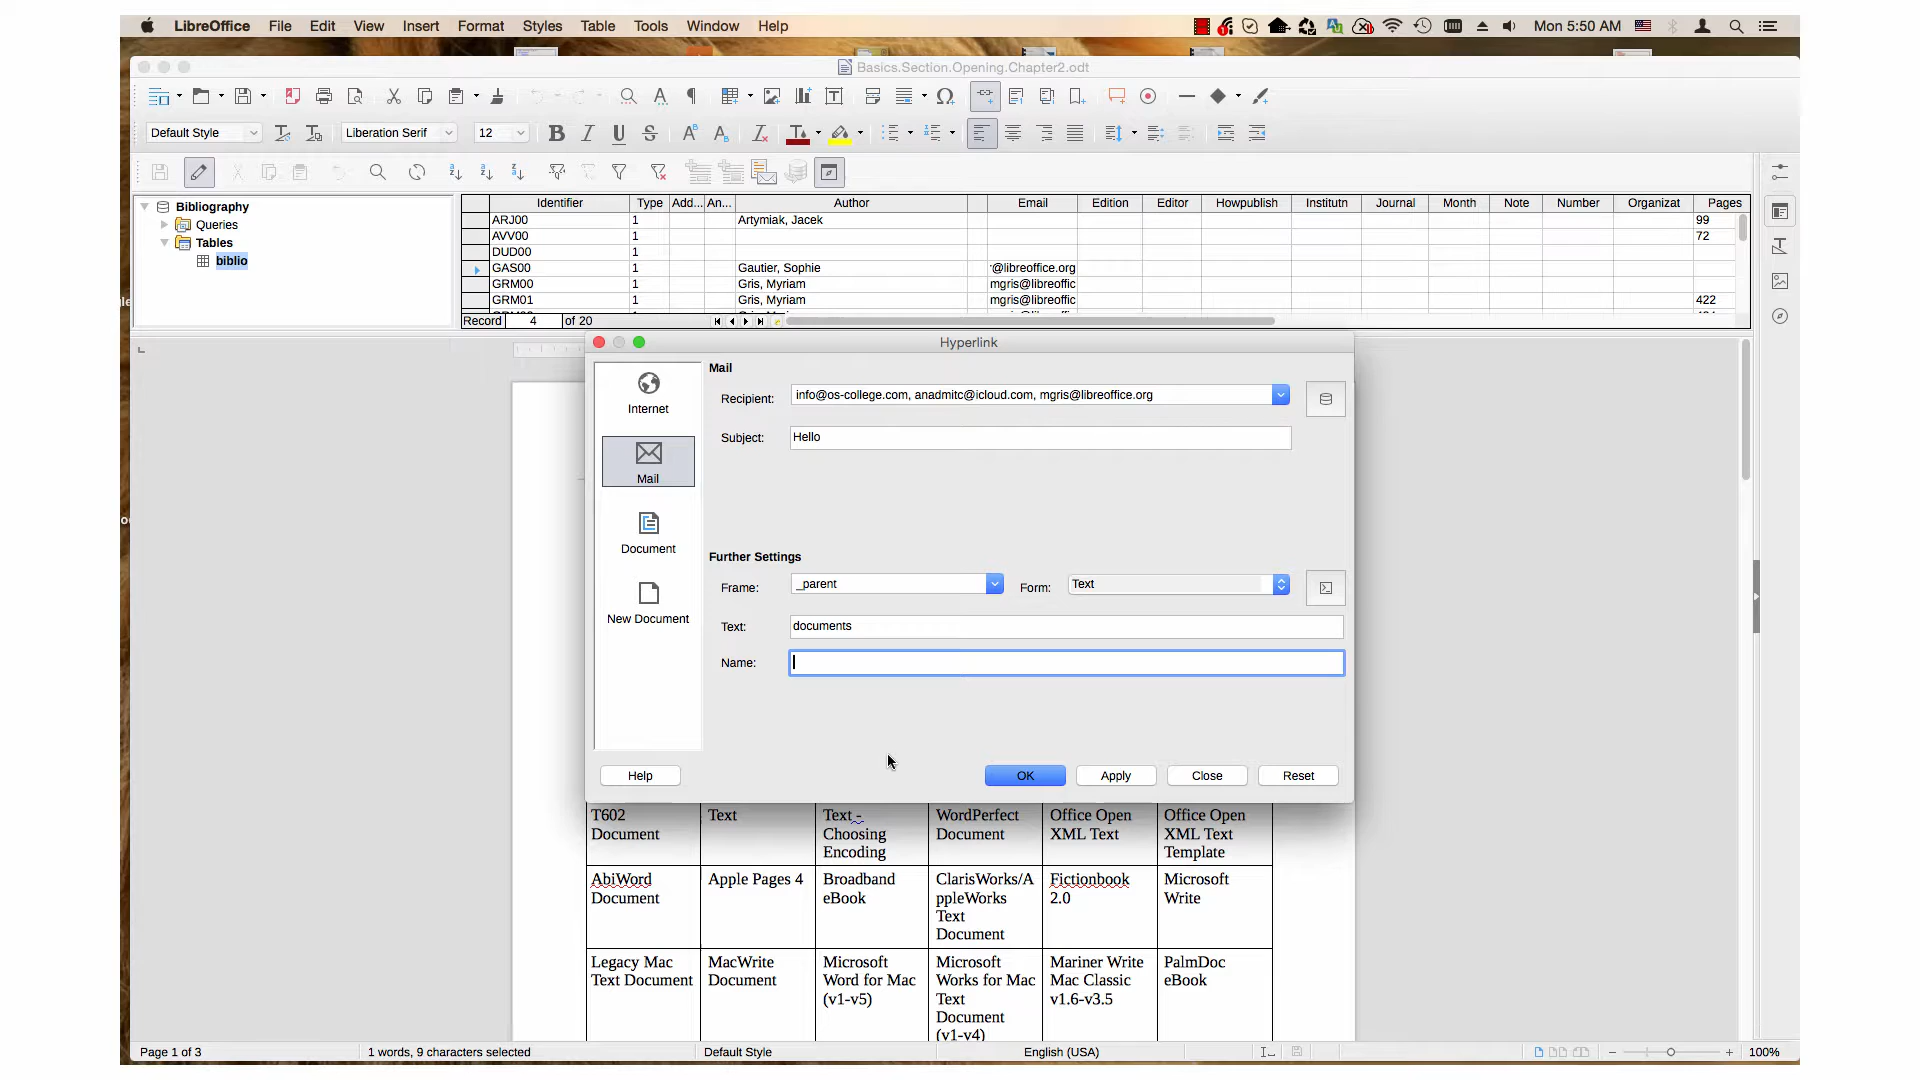 LibreOffice File Edit View Insert Format Styles Table Tools Window Help Mon 5:50 AM
Basics.Section.Opening.Chapter2.odt
Default Style Liberation Serif 12
Bibliography
Queries
Tables
biblio
Identifier Type Add... An... Author Email Edition Editor Howpublish Institutn Journal Month Note Number Organizat Pages
ARJ00 1 Artymiak, Jacek 99
AVV00 1 72
DUD00 1
GAS00 1 Gautier, Sophie @libreoffice.org
GRM00 1 Gris, Myriam mgris@libreoffic
GRM01 1 Gris, Myriam mgris@libreoffic 422
Record 4 of 20
Hyperlink
Internet
Mail
Document
New Document
Mail
Recipient: info@os-college.com, anadmitc@icloud.com, mgris@libreoffice.org
Subject: Hello
Further Settings
Frame: _parent Form: Text
Text: documents
Name:
Help OK Apply Close Reset
T602 Text Text - WordPerfect Office Open Office Open
Document Choosing Document XML Text XML Text
Encoding Template
AbiWord Apple Pages 4 Broadband ClarisWorks/A Fictionbook Microsoft
Document eBook ppleWorks 2.0 Write
Text
Document
Legacy Mac MacWrite Microsoft Microsoft Mariner Write PalmDoc
Text Document Document Word for Mac Works for Mac Mac Classic eBook
(v1-v5) Text v1.6-v3.5
Document
(v1-v4)
Page 1 of 3 1 words, 9 characters selected Default Style English (USA) 100%